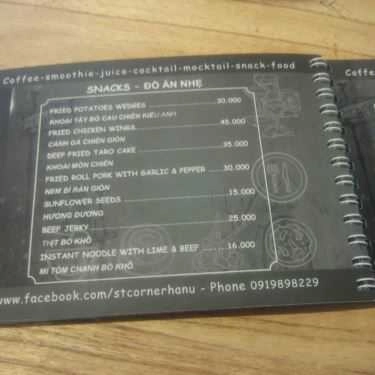 Coffee-smoothie-juice-cocktail-mocktail-snack-food
SNACKS - ĐỒ ĂN NHẸ
FRIED POTATOES WEDGES 30.000
KHOAI TÂY BỔ CAU CHIÊN KIỂU ANH
FRIED CHICKEN WINGS 45.000
CÁNH GÀ CHIÊN GIÒN
DEEP FRIED TARO CAKE 35.000
KHOAI MÔN CHIÊN
FRIED ROLL PORK WITH GARLIC & PEPPER 30.000
NEM BÌ RÁN GIÒN
SUNFLOWER SEEDS 15.000
HƯỚNG DƯƠNG
BEEF JERKY 25.000
THỊT BÒ KHÔ
INSTANT NOODLE WITH LIME & BEEF 16.000
MÌ TÔM CHANH BÒ KHÔ
www.facebook.com/stcornerhanu - Phone 0919898229